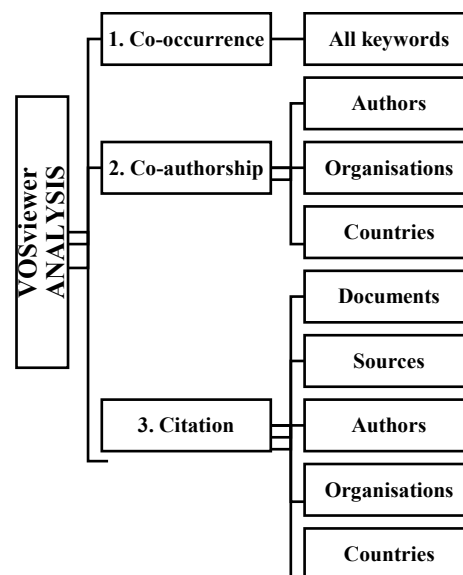 VOSviewer
ANALYSIS
1. Co-occurrence
All keywords
2. Co-authorship
Authors
Organisations
Countries
3. Citation
Documents
Sources
Authors
Organisations
Countries